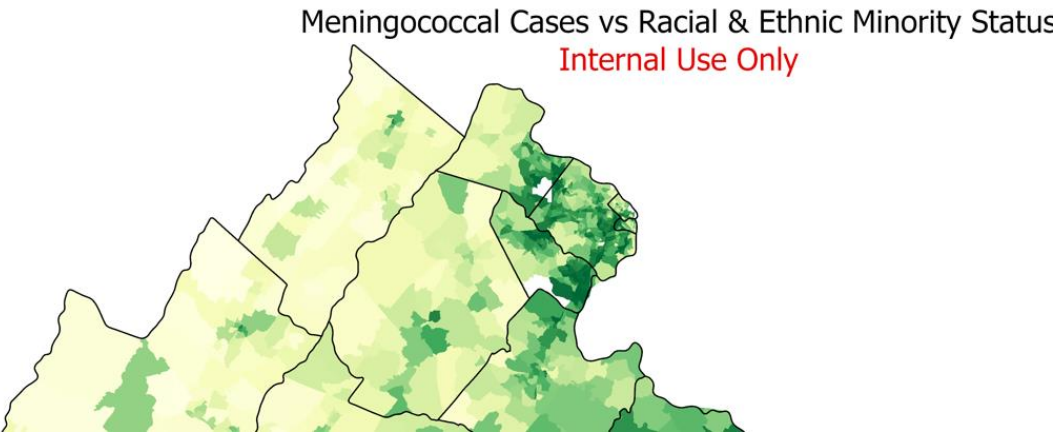 Meningococcal Cases vs Racial & Ethnic Minority Status
Internal Use Only